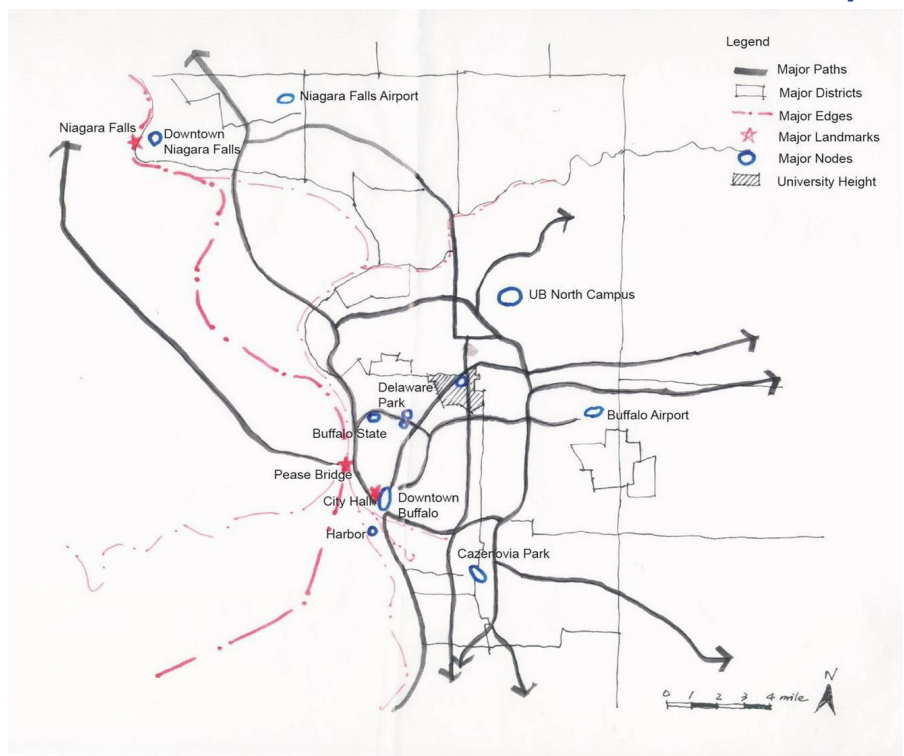 Legend
Major Paths
Major Districts
Major Edges
Major Landmarks
Major Nodes
University Height
Niagara Falls Airport
Niagara Falls
Downtown
Niagara Falls
UB North Campus
Delaware
Park
Buffalo State
Buffalo Airport
Pease Bridge
City Hall
Downtown
Buffalo
Harbor
Cazenovia Park
N
0 1 2 3 4 mile